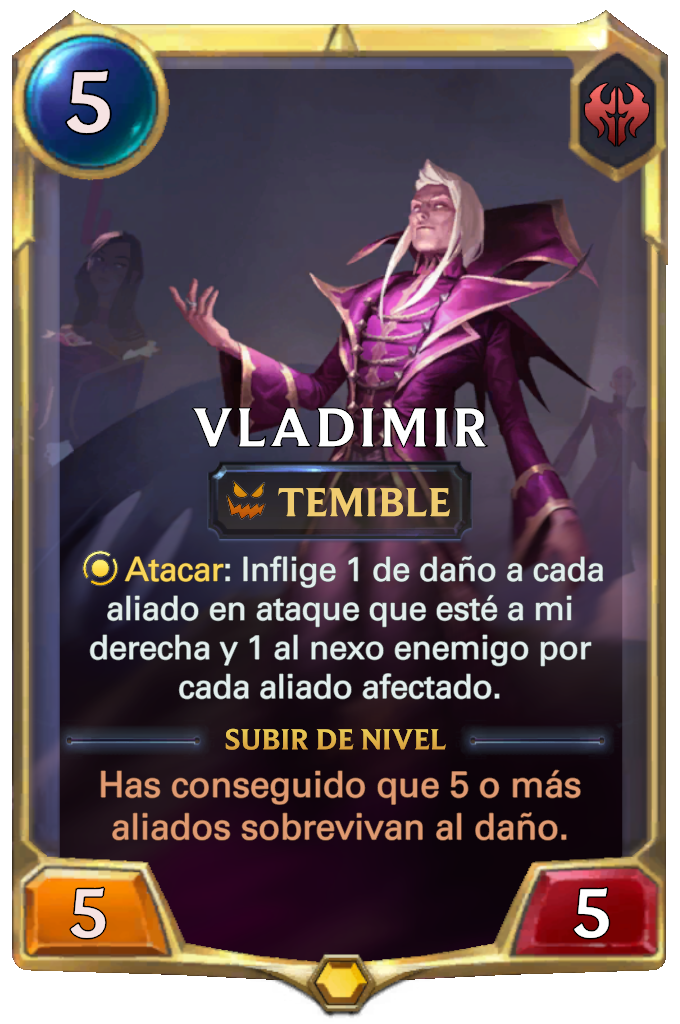 5
VLADIMIR
TEMIBLE
Atacar: Inflige 1 de daño a cada
aliado en ataque que esté a mi
derecha y 1 al nexo enemigo por
cada aliado afectado.
SUBIR DE NIVEL
Has conseguido que 5 o más
aliados sobrevivan al daño.
5 5